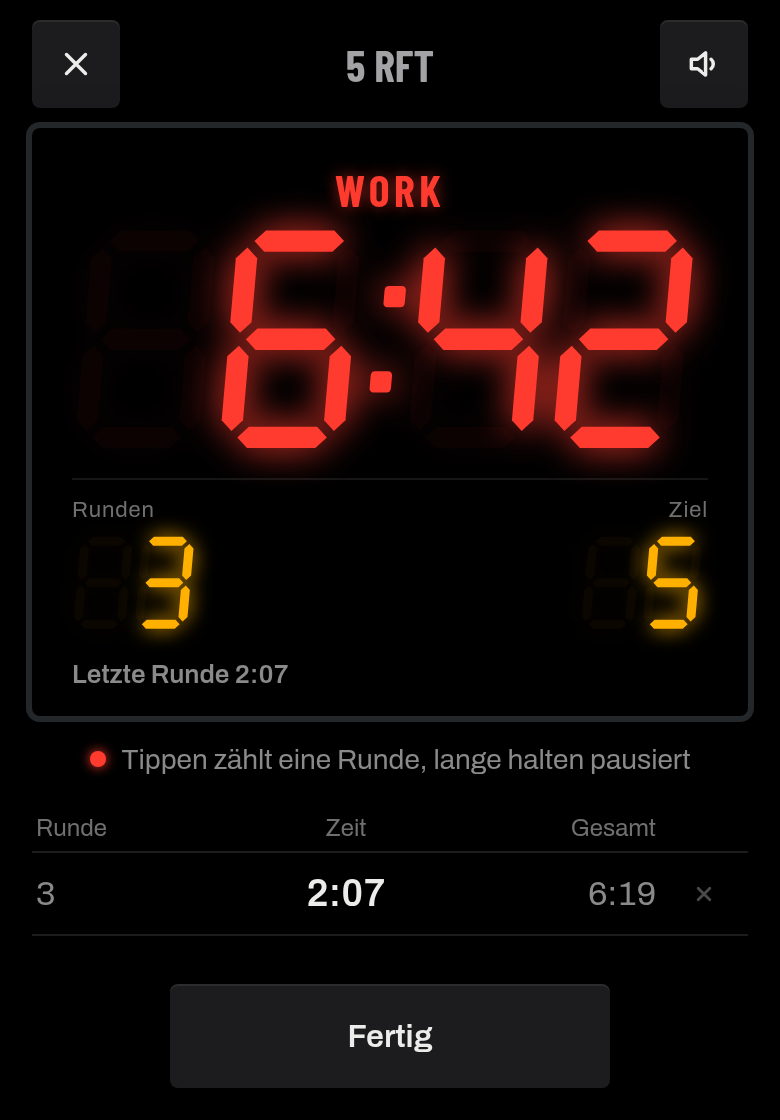 5 RFT
WORK
6:42
Runden Ziel
3 5
Letzte Runde 2:07
Tippen zählt eine Runde, lange halten pausiert
Runde Zeit Gesamt
3 2:07 6:19
Fertig